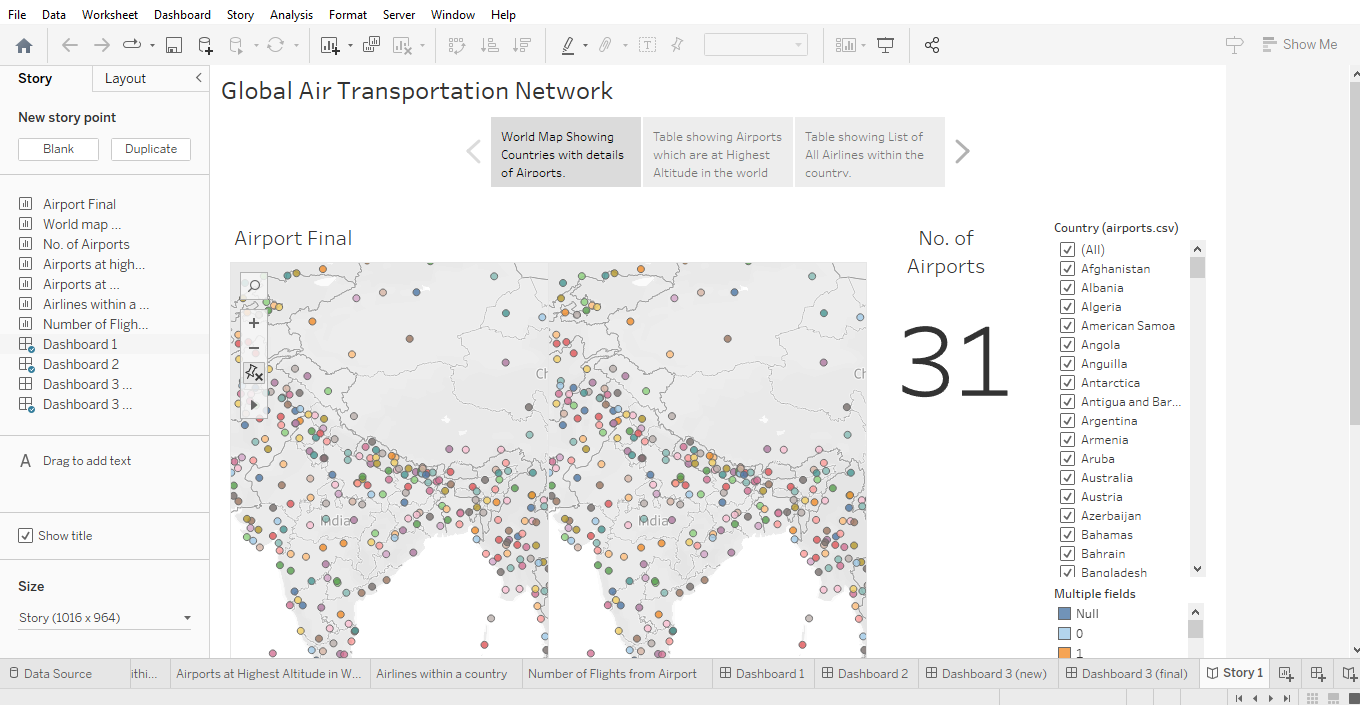 File Data Worksheet Dashboard Story Analysis Format Server Window Help
Show Me
Story Layout
New story point
Blank Duplicate
Airport Final
World map ...
No. of Airports
Airports at high...
Airports at ...
Airlines within a ...
Number of Fligh...
Dashboard 1
Dashboard 2
Dashboard 3 ...
Dashboard 3 ...
A Drag to add text
Show title
Size
Story (1016 x 964)
Global Air Transportation Network
World Map Showing
Countries with details
of Airports.
Table showing Airports
which are at Highest
Altitude in the world
Table showing List of
All Airlines within the
country.
Airport Final
Ch
India
Ch
India
No. of
Airports
31
Country (airports.csv)
(All)
Afghanistan
Albania
Algeria
American Samoa
Angola
Anguilla
Antarctica
Antigua and Bar...
Argentina
Armenia
Aruba
Australia
Austria
Azerbaijan
Bahamas
Bahrain
Bangladesh
Multiple fields
Null
0
1
Data Source ithi... Airports at Highest Altitude in W... Airlines within a country Number of Flights from Airport Dashboard 1 Dashboard 2 Dashboard 3 (new) Dashboard 3 (final) Story 1